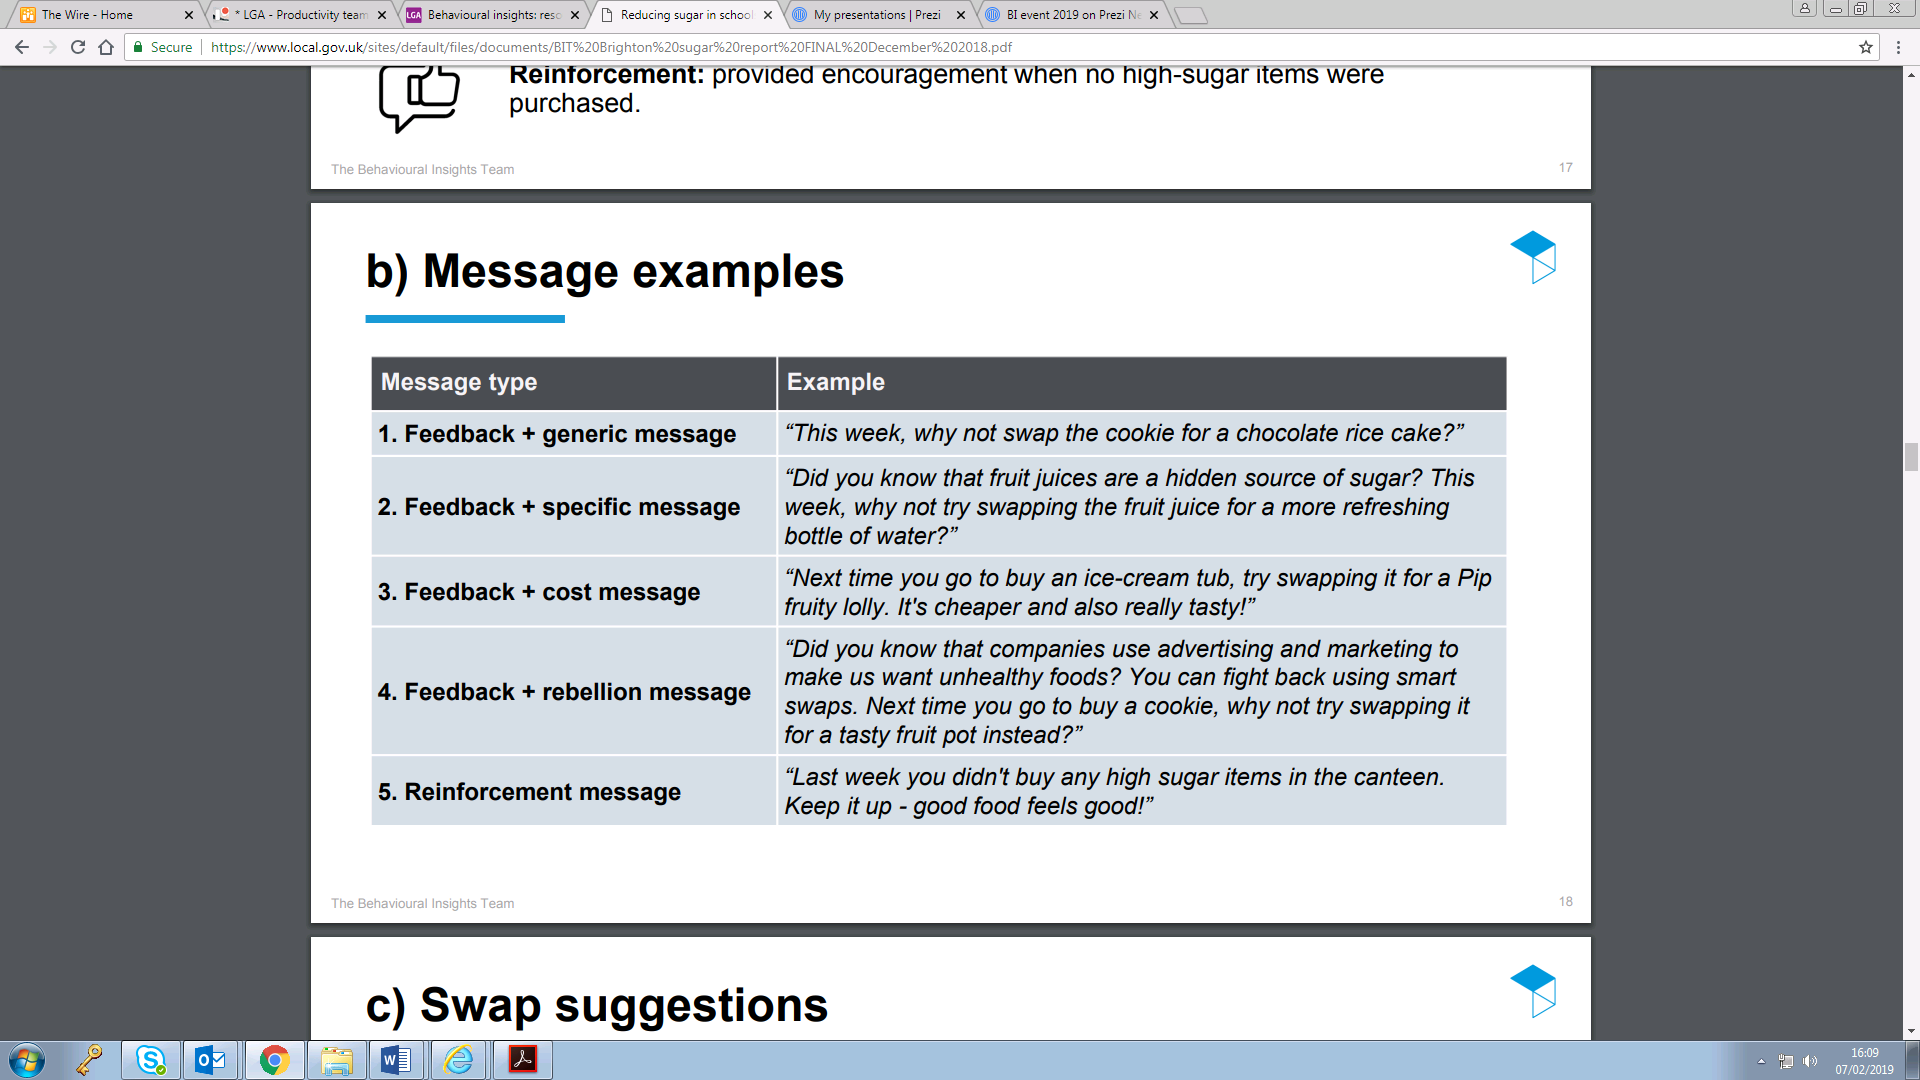 The Wire - Home
* LGA - Productivity team
LGA Behavioural insights: reso
Reducing sugar in school
My presentations | Prezi
BI event 2019 on Prezi Ne
Secure https://www.local.gov.uk/sites/default/files/documents/BIT%20Brighton%20sugar%20report%20FINAL%20December%202018.pdf
Reinforcement: provided encouragement when no high-sugar items were
purchased.
The Behavioural Insights Team 17
b) Message examples
Message type Example
1. Feedback + generic message “This week, why not swap the cookie for a chocolate rice cake?”
2. Feedback + specific message “Did you know that fruit juices are a hidden source of sugar? This
week, why not try swapping the fruit juice for a more refreshing
bottle of water?”
3. Feedback + cost message “Next time you go to buy an ice-cream tub, try swapping it for a Pip
fruity lolly. It's cheaper and also really tasty!”
4. Feedback + rebellion message “Did you know that companies use advertising and marketing to
make us want unhealthy foods? You can fight back using smart
swaps. Next time you go to buy a cookie, why not try swapping it
for a tasty fruit pot instead?”
5. Reinforcement message “Last week you didn't buy any high sugar items in the canteen.
Keep it up - good food feels good!”
The Behavioural Insights Team 18
c) Swap suggestions
16:09
07/02/2019